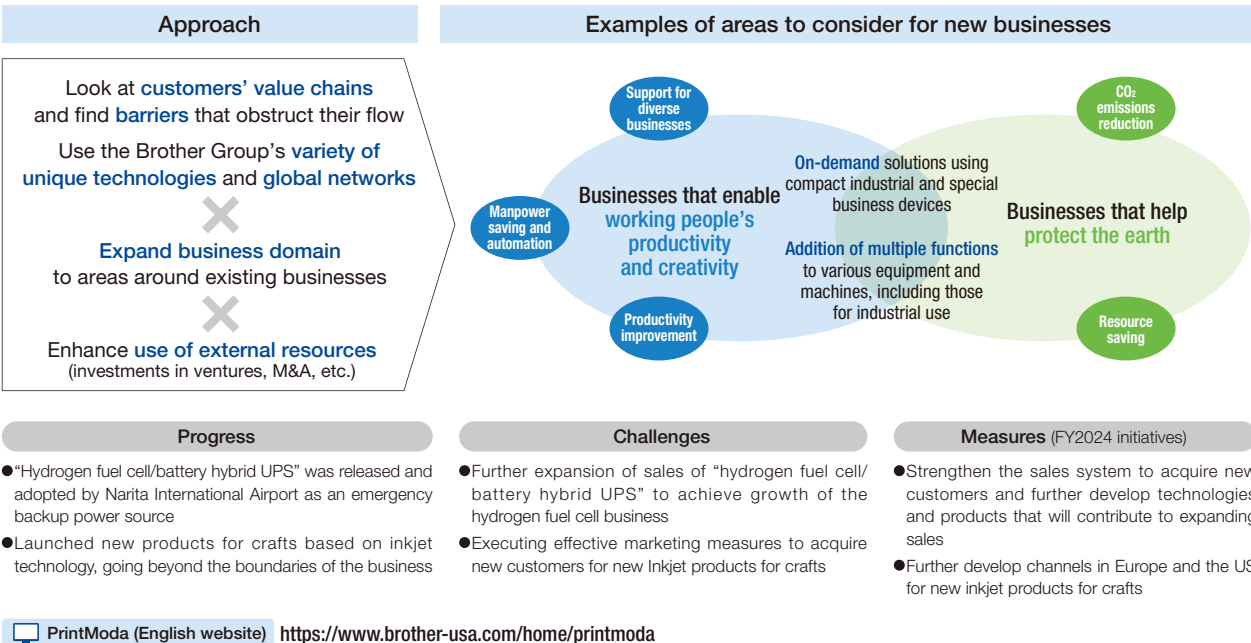 Approach
Look at customers' value chains
and find barriers that obstruct their flow
Use the Brother Group's variety of
unique technologies and global networks
Expand business domain
to areas around existing businesses
Enhance use of external resources
(investments in ventures, M&A, etc.)
Examples of areas to consider for new businesses
Support for
diverse
businesses
Manpower
saving and
automation
Productivity
improvement
Businesses that enable
working people's
productivity
and creativity
On-demand solutions using
compact industrial and special
business devices
Addition of multiple functions
to various equipment and
machines, including those
for industrial use
Businesses that help
protect the earth
CO₂
emissions
reduction
Resource
saving
Progress
●“Hydrogen fuel cell/battery hybrid UPS” was released and
adopted by Narita International Airport as an emergency
backup power source
●Launched new products for crafts based on inkjet
technology, going beyond the boundaries of the business
Challenges
●Further expansion of sales of “hydrogen fuel cell/
battery hybrid UPS” to achieve growth of the
hydrogen fuel cell business
●Executing effective marketing measures to acquire
new customers for new Inkjet products for crafts
Measures (FY2024 initiatives)
●Strengthen the sales system to acquire new
customers and further develop technologies
and products that will contribute to expanding
sales
●Further develop channels in Europe and the US
for new inkjet products for crafts
PrintModa (English website) https://www.brother-usa.com/home/printmoda